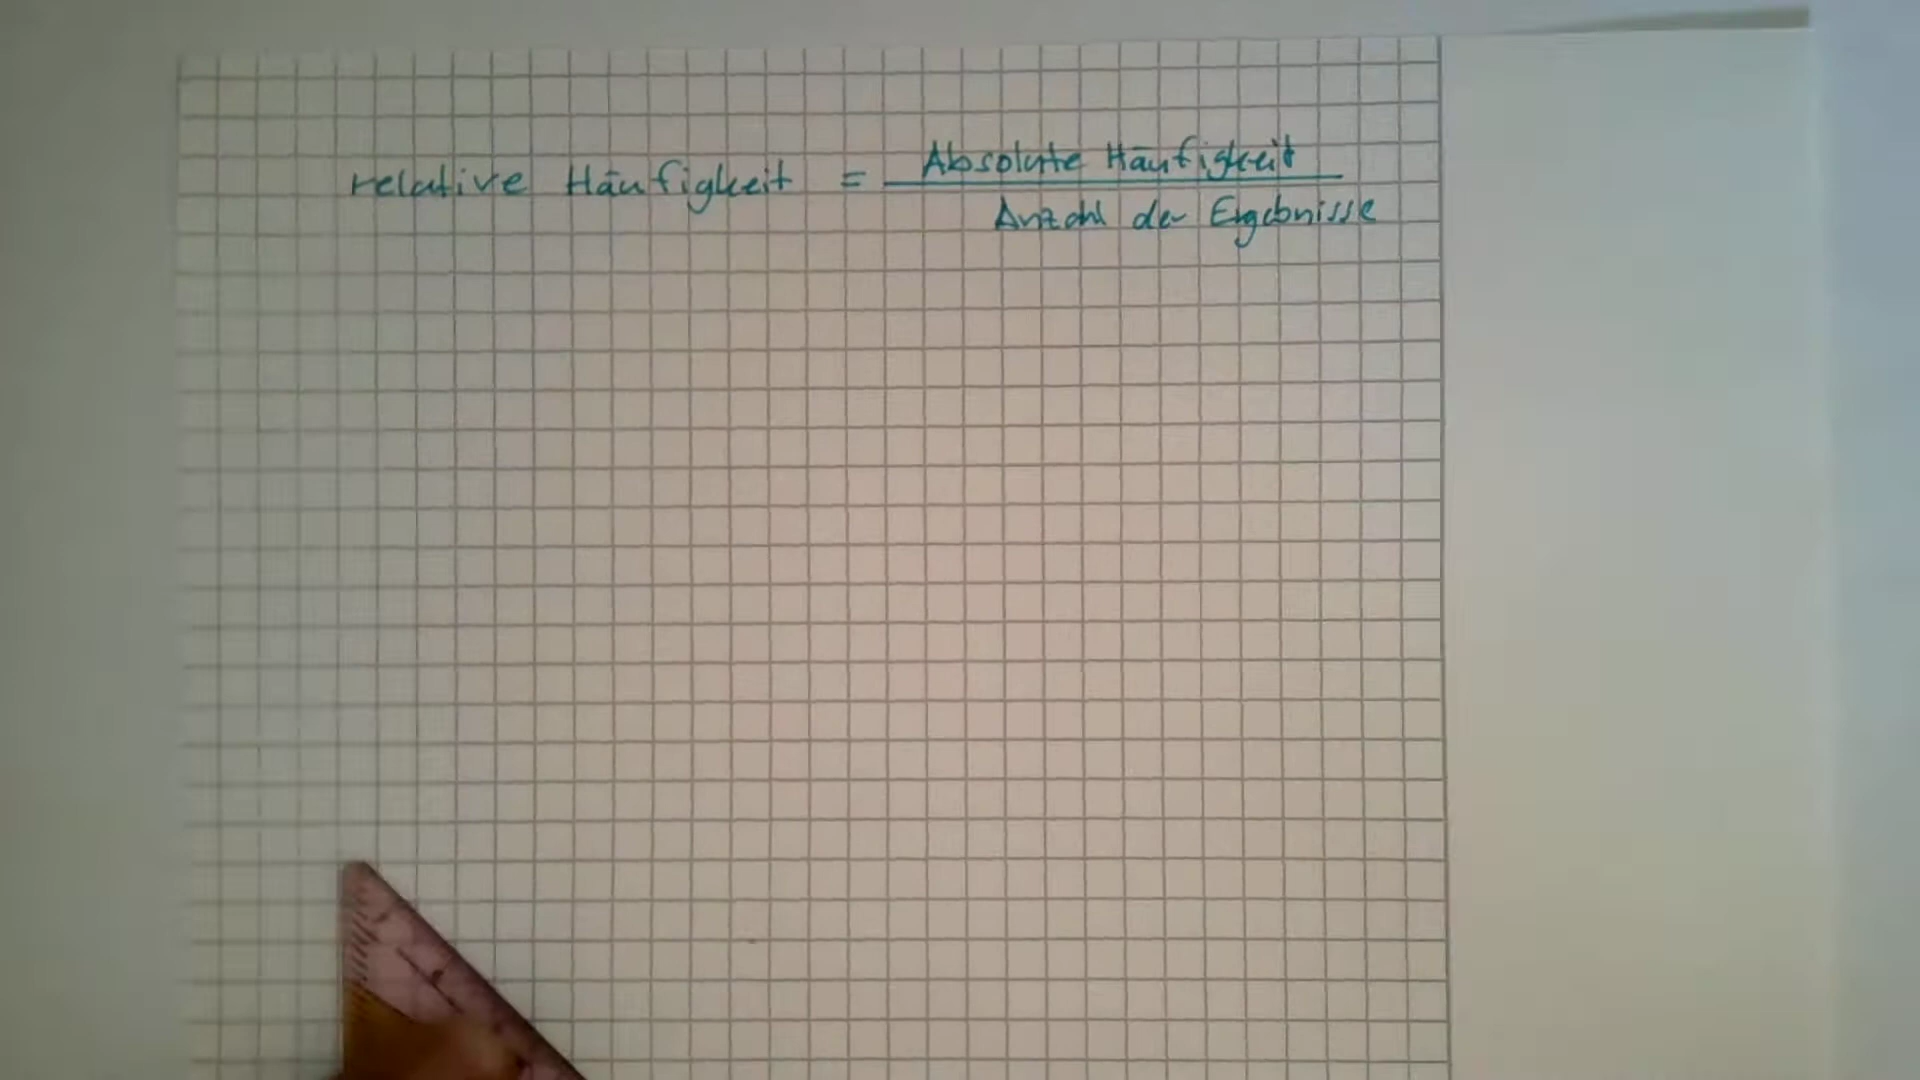 relative Häufigkeit = Absolute Häufigkeit
Anzahl der Ergebnisse